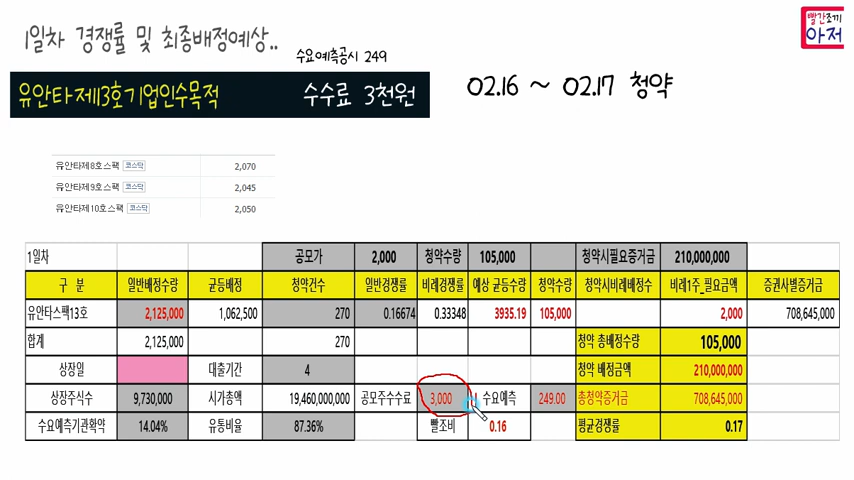 1일차 경쟁률 및 최종배정예상..
빨간조끼
아저
수요예측공시 249
유안타제13호기업인수목적 수수료 3천원
02.16 ~ 02.17 청약
유안타제8호스팩 코스닥 2,070
유안타제9호스팩 코스닥 2,045
유안타제10호스팩 코스닥 2,050
1일차 공모가 2,000 청약수량 105,000 청약시필요증거금 210,000,000
구 분 일반배정수량 균등배정 청약건수 일반경쟁률 비례경쟁률 예상 균등수량 청약수량 청약시비례배정수 비례1주_필요금액 증권사별증거금
유안타스팩13호 2,125,000 1,062,500 270 0.16674 0.33348 3935.19 105,000 2,000 708,645,000
합계 2,125,000 270 청약 총배정수량 105,000
상장일 대출기간 4 청약 배정금액 210,000,000
상장주식수 9,730,000 시가총액 19,460,000,000 공모주수수료 3,000 수요예측 249.00 총청약증거금 708,645,000
수요예측기관확약 14.04% 유통비율 87.36% 빨조비 0.16 평균경쟁률 0.17